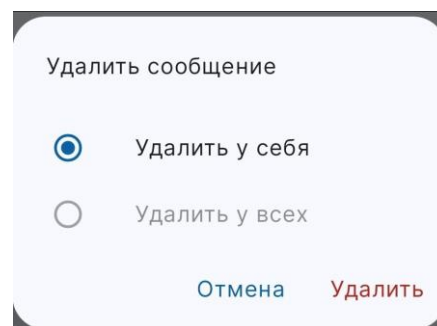 Удалить сообщение
Удалить у себя
Удалить у всех
Отмена Удалить